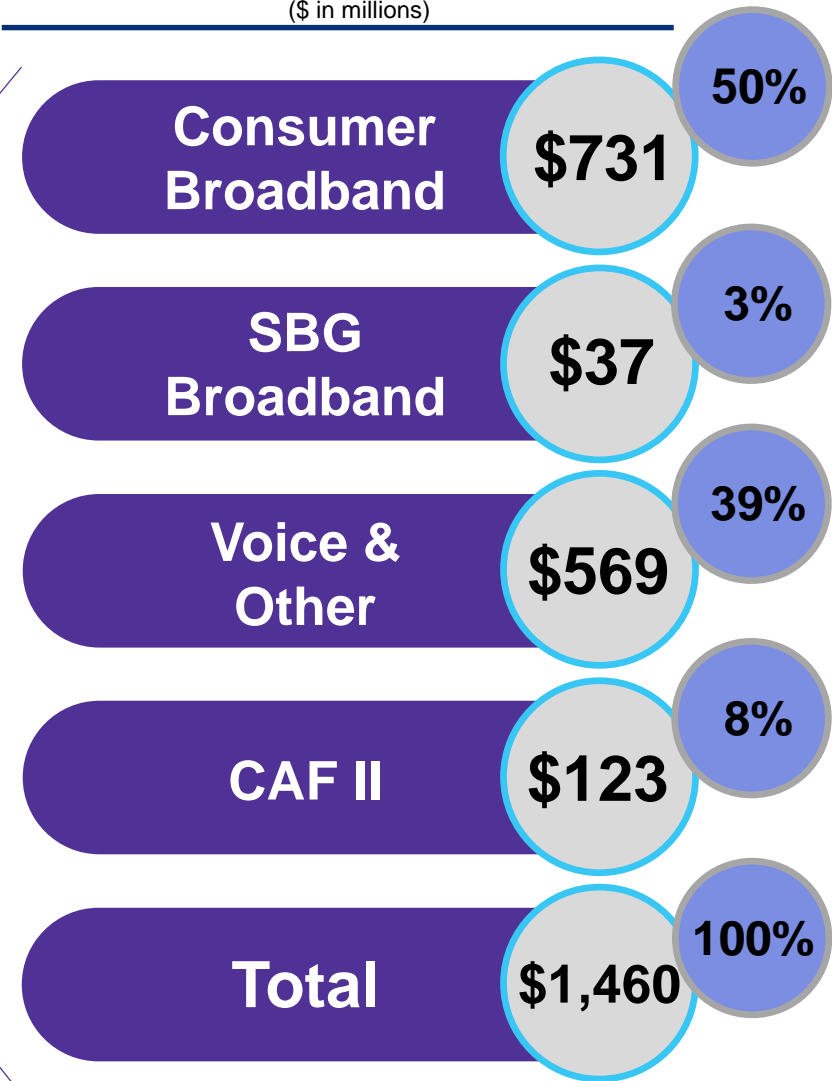 ($ in millions)
50%
Consumer
Broadband
$731
3%
SBG
Broadband
$37
39%
Voice &
Other
$569
8%
CAF II
$123
100%
Total
$1,460